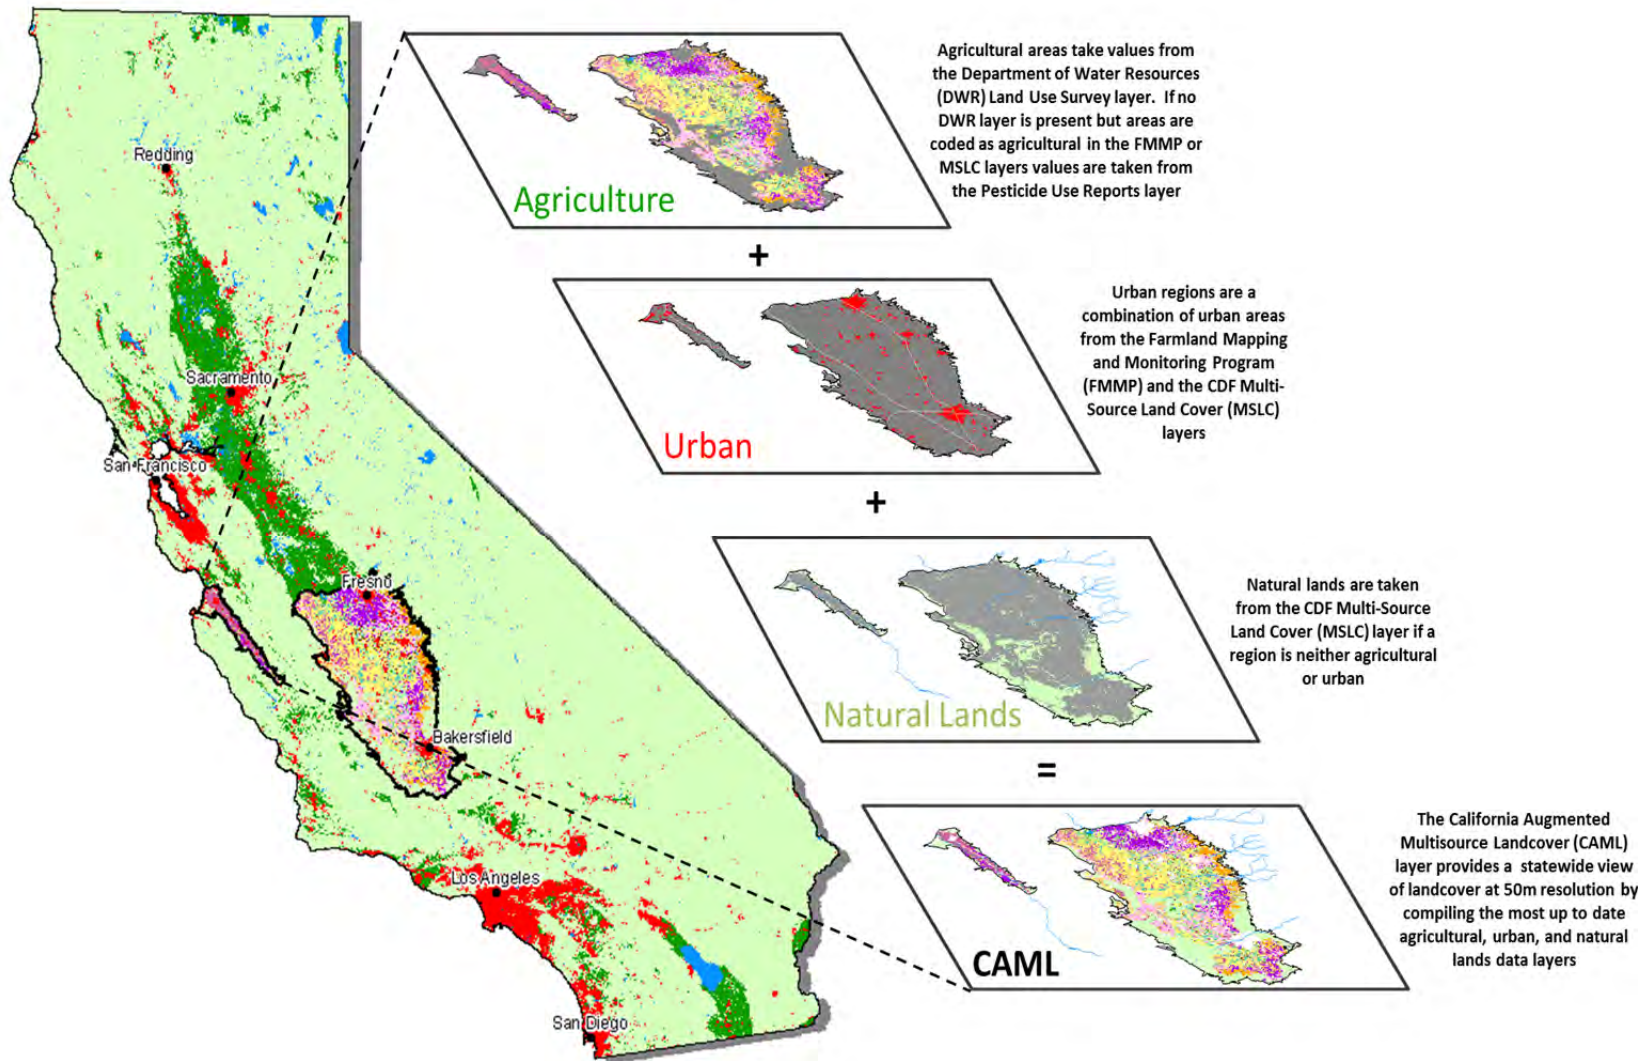 Redding
Sacramento
San Francisco
Fresno
Bakersfield
Los Angeles
San Diego
Agriculture
Agricultural areas take values from
the Department of Water Resources
(DWR) Land Use Survey layer.  If no
DWR layer is present but areas are
coded as agricultural in the FMMP or
MSLC layers values are taken from
the Pesticide Use Reports layer
+
Urban
Urban regions are a
combination of urban areas
from the Farmland Mapping
and Monitoring Program
(FMMP) and the CDF Multi-
Source Land Cover (MSLC)
layers
+
Natural Lands
Natural lands are taken
from the CDF Multi-Source
Land Cover (MSLC) layer if a
region is neither agricultural
or urban
=
CAML
The California Augmented
Multisource Landcover (CAML)
layer provides a  statewide view
of landcover at 50m resolution by
compiling the most up to date
agricultural, urban, and natural
lands data layers